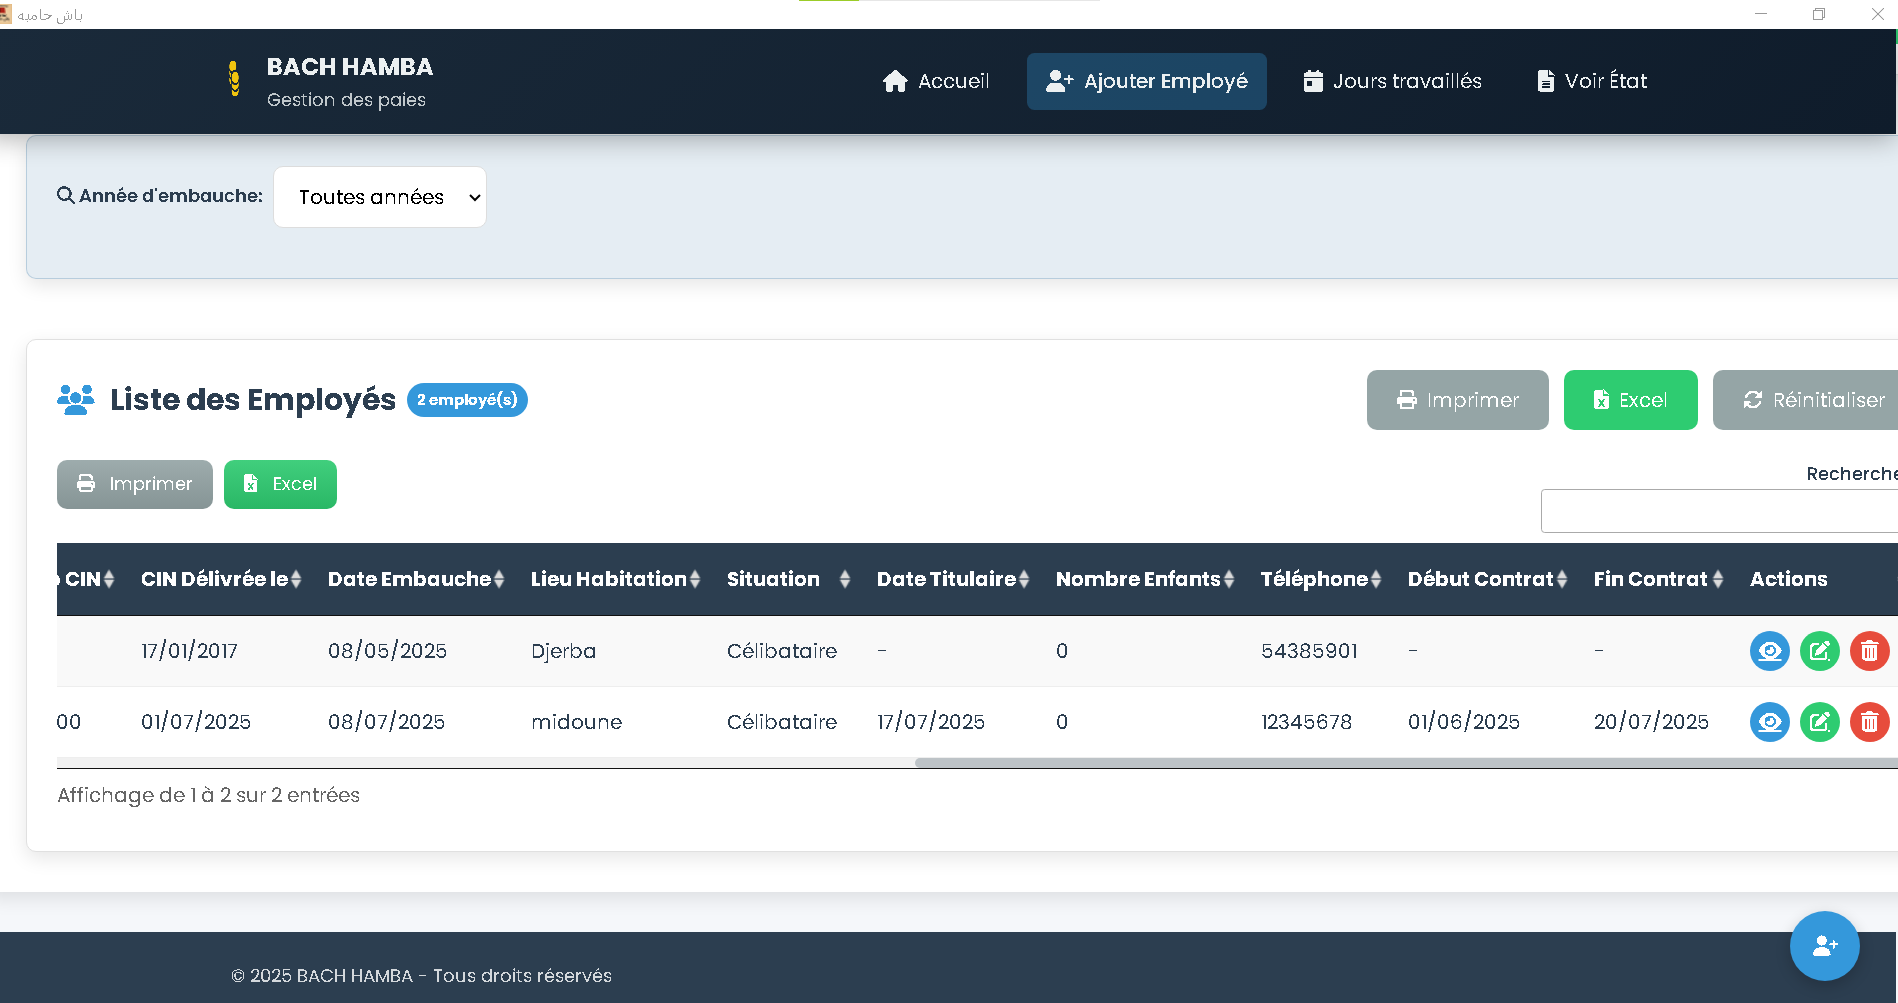 باش حامبه
BACH HAMBA
Gestion des paies
Accueil
Ajouter Employé
Jours travaillés
Voir État
Année d'embauche:
Toutes années
Liste des Employés
2 employé(s)
Imprimer
Excel
Réinitialiser
Imprimer
Excel
Recherche
CIN CIN Délivrée le Date Embauche Lieu Habitation Situation Date Titulaire Nombre Enfants Téléphone Début Contrat Fin Contrat Actions
17/01/2017 08/05/2025 Djerba Célibataire - 0 54385901 - -
00 01/07/2025 08/07/2025 midoune Célibataire 17/07/2025 0 12345678 01/06/2025 20/07/2025
Affichage de 1 à 2 sur 2 entrées
© 2025 BACH HAMBA - Tous droits réservés